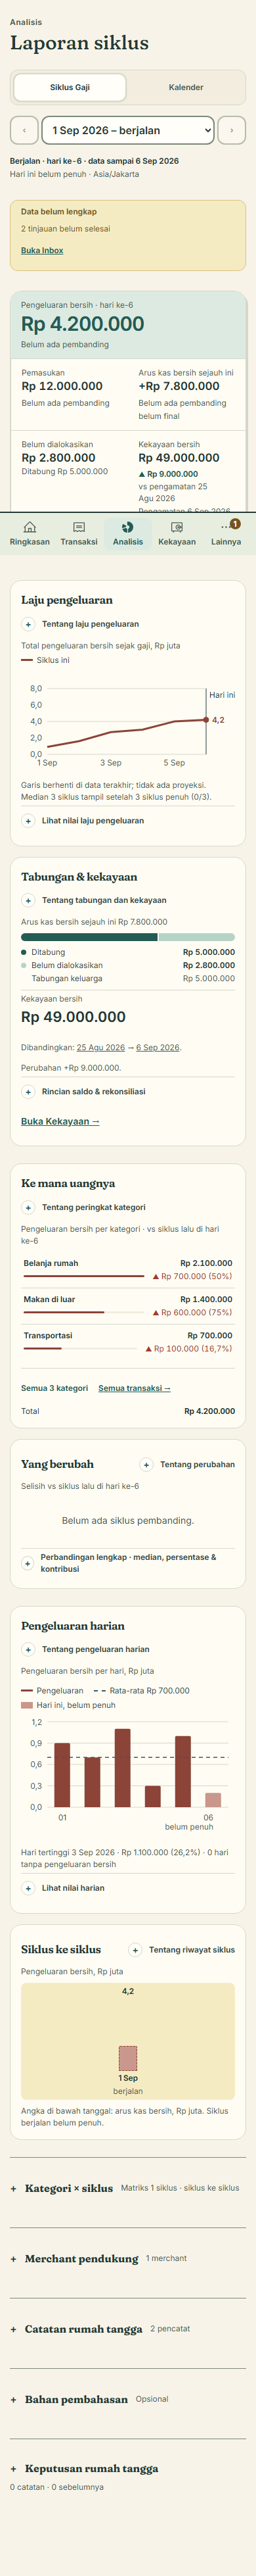 Analisis
Laporan siklus
Siklus Gaji
Kalender
‹
1 Sep 2026 – berjalan
›
Berjalan · hari ke-6 · data sampai 6 Sep 2026
Hari ini belum penuh · Asia/Jakarta
Data belum lengkap
2 tinjauan belum selesai
Buka Inbox
Pengeluaran bersih · hari ke-6
Rp 4.200.000
Belum ada pembanding
Pemasukan
Rp 12.000.000
Belum ada pembanding
Arus kas bersih sejauh ini
+Rp 7.800.000
Belum ada pembanding
belum final
Belum dialokasikan
Rp 2.800.000
Ditabung Rp 5.000.000
Kekayaan bersih
Rp 49.000.000
▲ Rp 9.000.000
vs pengamatan 25
Agu 2026
Pengamatan 6 Sep 2026
Ringkasan
Transaksi
Analisis
Kekayaan
1
Lainnya
Laju pengeluaran
+ Tentang laju pengeluaran
Total pengeluaran bersih sejak gaji, Rp juta
Siklus ini
8,0
6,0
4,0
2,0
0,0
Hari ini
4,2
1 Sep
3 Sep
5 Sep
Garis berhenti di data terakhir; tidak ada proyeksi.
Median 3 siklus tampil setelah 3 siklus penuh (0/3).
+ Lihat nilai laju pengeluaran
Tabungan & kekayaan
+ Tentang tabungan dan kekayaan
Arus kas bersih sejauh ini Rp 7.800.000
Ditabung Rp 5.000.000
Belum dialokasikan Rp 2.800.000
Tabungan keluarga Rp 5.000.000
Kekayaan bersih
Rp 49.000.000
Dibandingkan: 25 Agu 2026 → 6 Sep 2026.
Perubahan +Rp 9.000.000.
+ Rincian saldo & rekonsiliasi
Buka Kekayaan →
Ke mana uangnya
+ Tentang peringkat kategori
Pengeluaran bersih per kategori · vs siklus lalu di hari
ke-6
Belanja rumah Rp 2.100.000
▲ Rp 700.000 (50%)
Makan di luar Rp 1.400.000
▲ Rp 600.000 (75%)
Transportasi Rp 700.000
▲ Rp 100.000 (16,7%)
Semua 3 kategori Semua transaksi →
Total Rp 4.200.000
Yang berubah
+ Tentang perubahan
Selisih vs siklus lalu di hari ke-6
Belum ada siklus pembanding.
+ Perbandingan lengkap · median, persentase &
kontribusi
Pengeluaran harian
+ Tentang pengeluaran harian
Pengeluaran bersih per hari, Rp juta
Pengeluaran Rata-rata Rp 700.000
Hari ini, belum penuh
1,2
0,9
0,6
0,3
0,0
01
06
belum penuh
Hari tertinggi 3 Sep 2026 · Rp 1.100.000 (26,2%) · 0 hari
tanpa pengeluaran bersih
+ Lihat nilai harian
Siklus ke siklus
+ Tentang riwayat siklus
Pengeluaran bersih, Rp juta
4,2
1 Sep
berjalan
Angka di bawah tanggal: arus kas bersih, Rp juta. Siklus
berjalan belum penuh.
+ Kategori × siklus Matriks 1 siklus · siklus ke siklus
+ Merchant pendukung 1 merchant
+ Catatan rumah tangga 2 pencatat
+ Bahan pembahasan Opsional
+ Keputusan rumah tangga
0 catatan · 0 sebelumnya